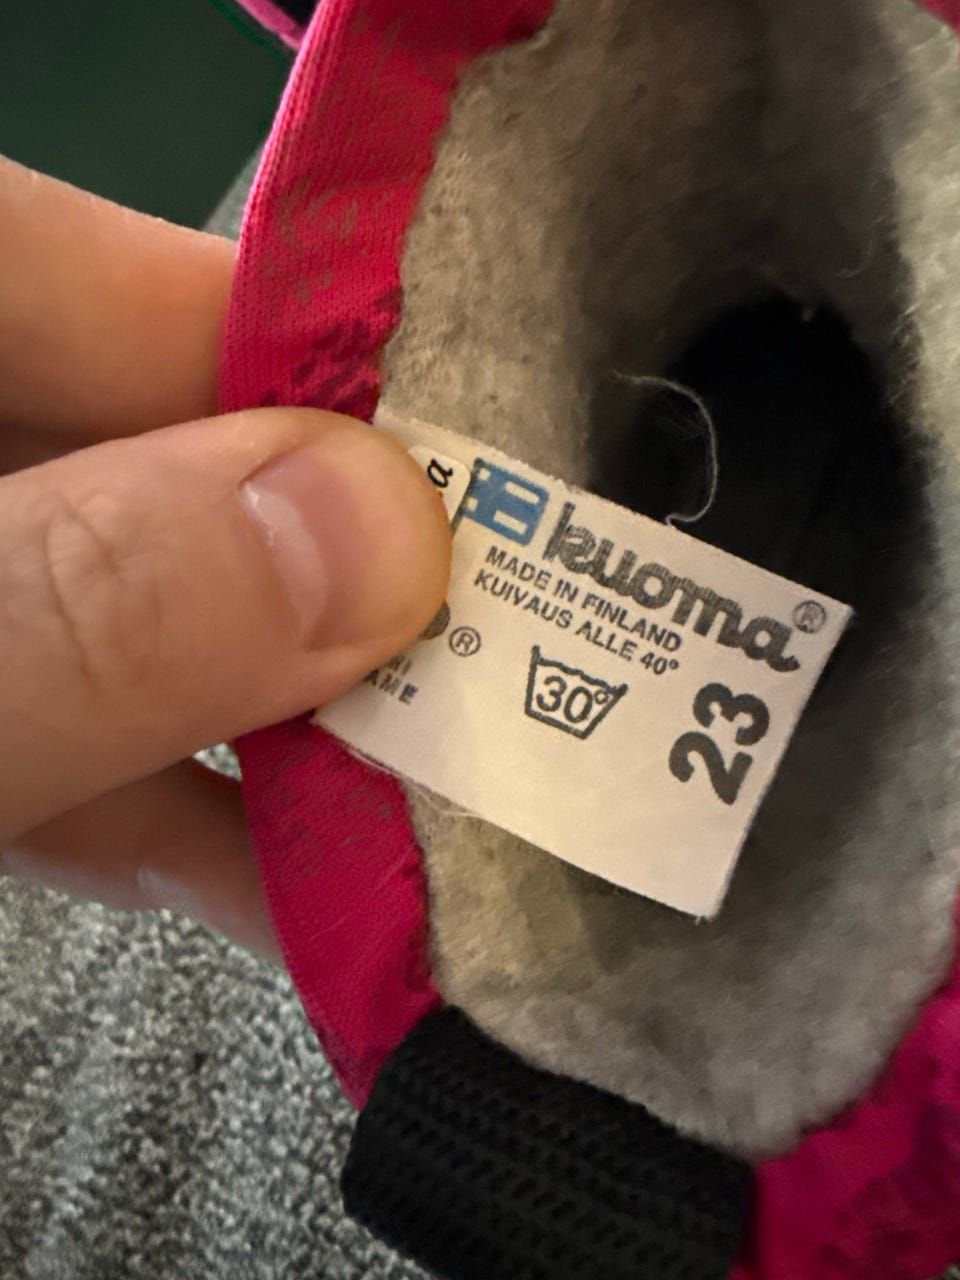 kuoma®
MADE IN FINLAND
KUIVAUS ALLE 40°
30°
23
®